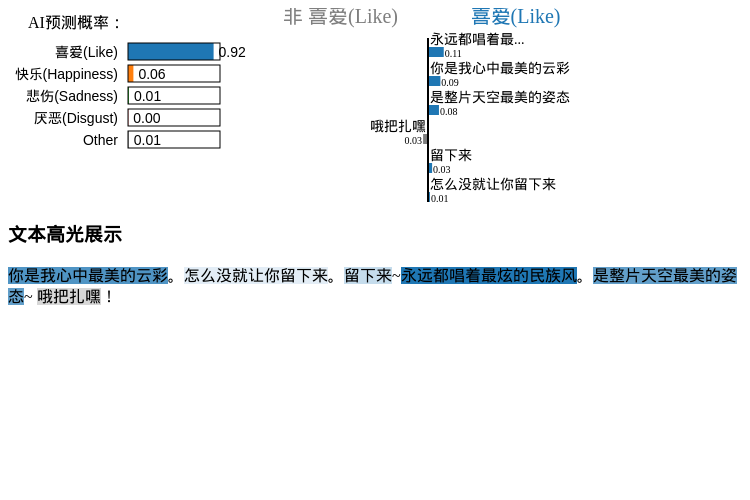 AI预测概率：
喜爱(Like) 0.92
快乐(Happiness) 0.06
悲伤(Sadness) 0.01
厌恶(Disgust) 0.00
Other 0.01
非 喜爱(Like) 喜爱(Like)
永远都唱着最...
0.11
你是我心中最美的云彩
0.09
是整片天空最美的姿态
0.08
哦把扎嘿
0.03
留下来
0.03
怎么没就让你留下来
0.01
文本高光展示
你是我心中最美的云彩。怎么没就让你留下来。留下来~永远都唱着最炫的民族风。是整片天空最美的姿
态~ 哦把扎嘿！